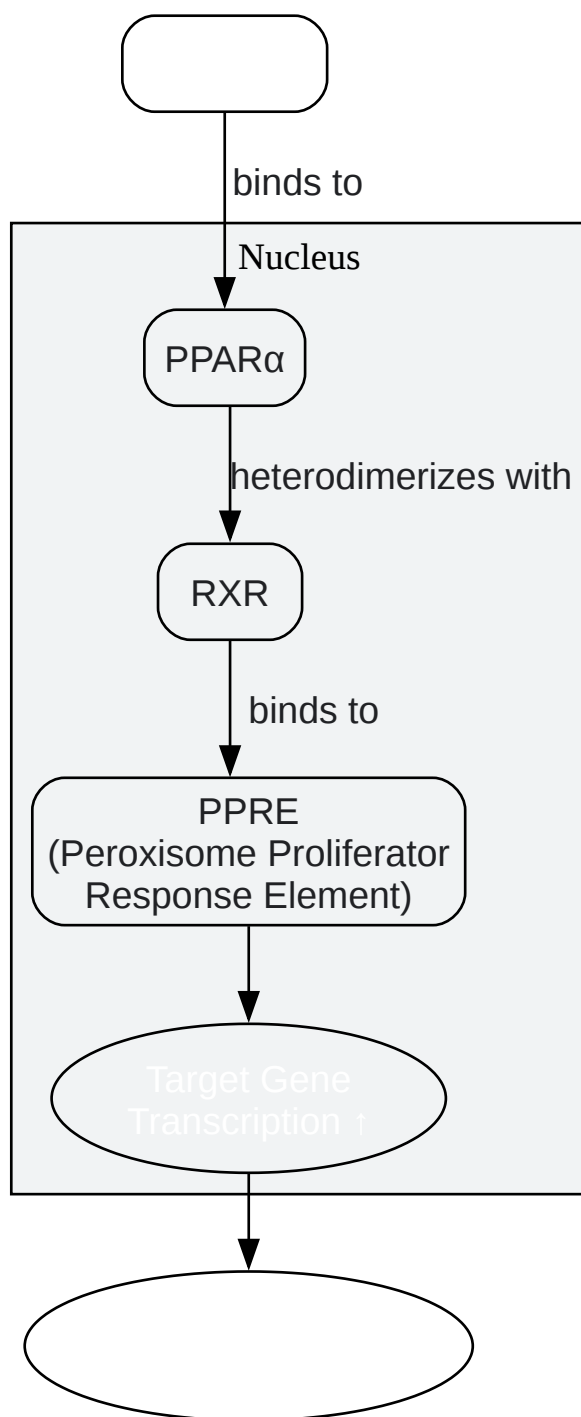 binds to
Nucleus
PPARα
heterodimerizes with
RXR
binds to
PPRE
(Peroxisome Proliferator
Response Element)
Target Gene
Transcription ↑